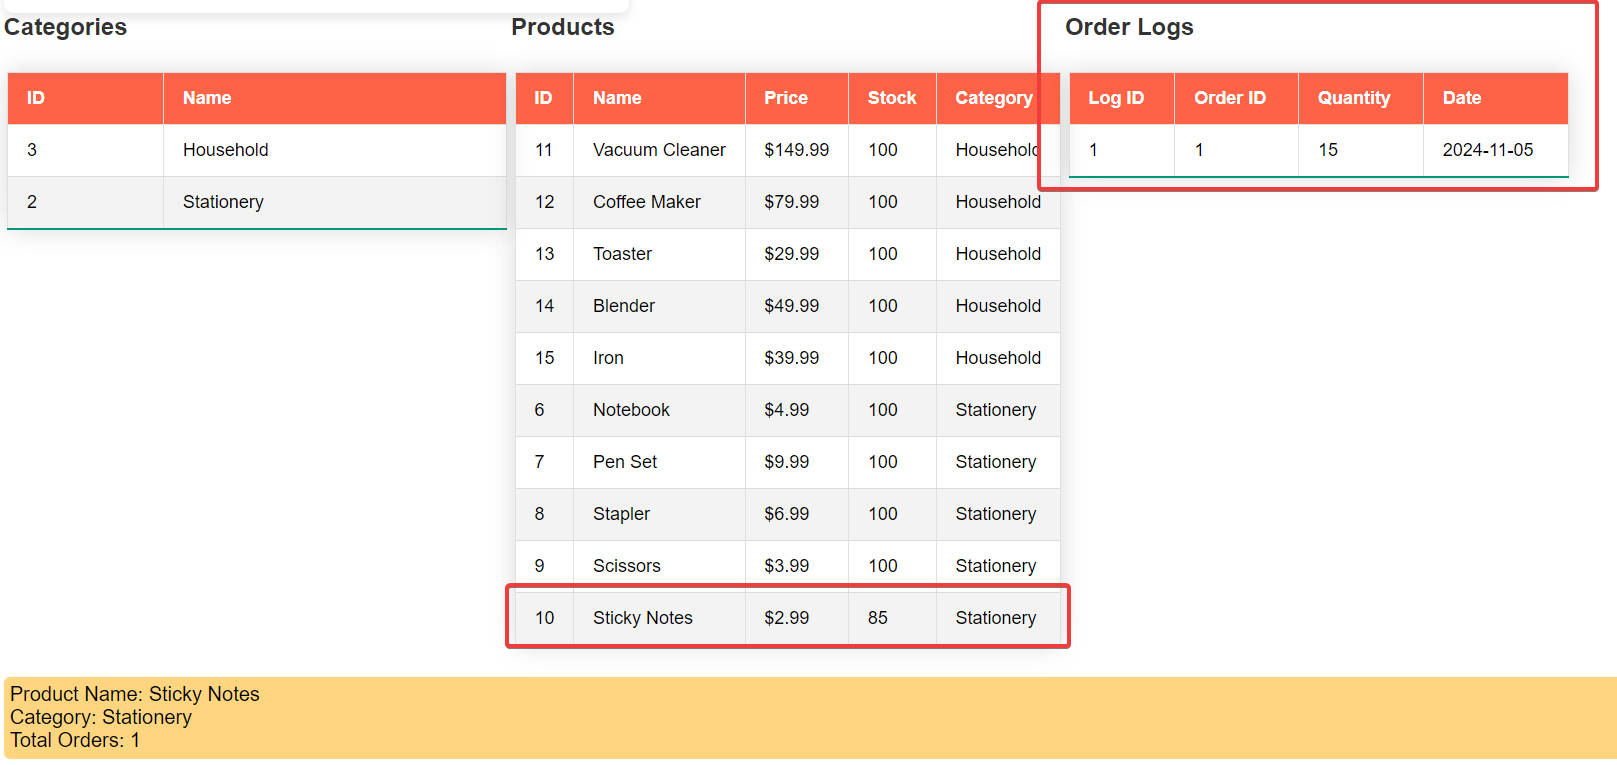 Categories
ID Name
3 Household
2 Stationery
Products
ID Name Price Stock Category
11 Vacuum Cleaner $149.99 100 Household
12 Coffee Maker $79.99 100 Household
13 Toaster $29.99 100 Household
14 Blender $49.99 100 Household
15 Iron $39.99 100 Household
6 Notebook $4.99 100 Stationery
7 Pen Set $9.99 100 Stationery
8 Stapler $6.99 100 Stationery
9 Scissors $3.99 100 Stationery
10 Sticky Notes $2.99 85 Stationery
Order Logs
Log ID Order ID Quantity Date
1 1 15 2024-11-05
Product Name: Sticky Notes
Category: Stationery
Total Orders: 1